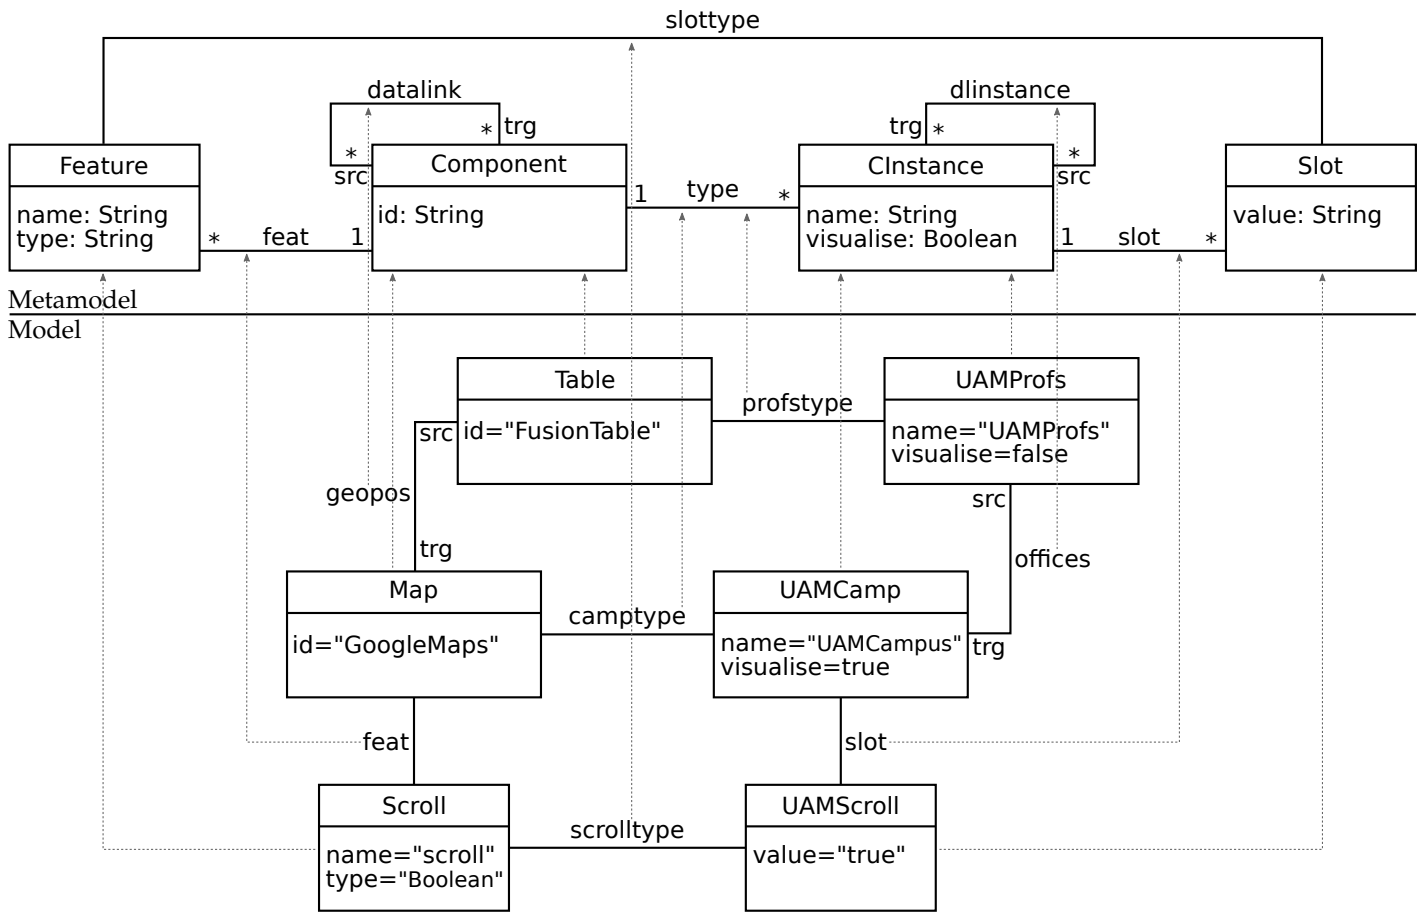 slottype
datalink
dlinstance
* trg
trg *
Feature
*
src
Component
CInstance
*
src
Slot
name: String
type: String
id: String
1 type *
name: String
visualise: Boolean
value: String
* feat 1
1 slot *
Metamodel
Model
Table
UAMProfs
profstype
src
id="FusionTable"
name="UAMProfs"
visualise=false
geopos
src
trg
offices
Map
UAMCamp
camptype
id="GoogleMaps"
name="UAMCampus"
visualise=true
trg
feat
slot
Scroll
UAMScroll
scrolltype
name="scroll"
type="Boolean"
value="true"